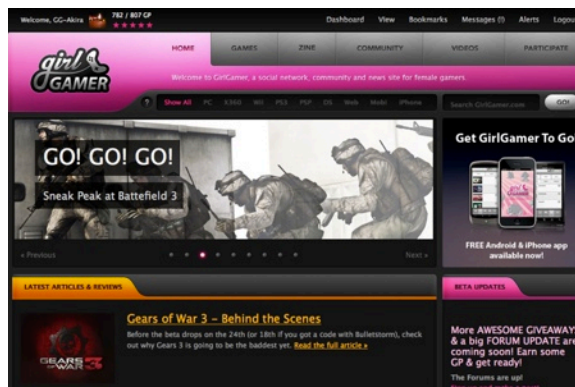 Welcome, GG-Akira
782 / 807 GP
Dashboard View Bookmarks Messages (1) Alerts Logou
girl GAMER
HOME GAMES ZINE COMMUNITY VIDEOS PARTICIPATE
Welcome to GirlGamer, a social network, community and news site for female gamers.
? Show All PC X360 Wii PS3 PSP DS Web Mobl iPhone
Search GirlGamer.com GO!
GO! GO! GO!
Sneak Peak at Battefield 3
« Previous Next »
Get GirlGamer To Go
FREE Android & iPhone app
available now!
LATEST ARTICLES & REVIEWS
GEARS OF WAR 3
Gears of War 3 – Behind the Scenes
Before the beta drops on the 24th (or 18th if you got a code with Bulletstorm), check
out why Gears 3 is going to be the baddest yet. Read the full article »
BETA UPDATES
More AWESOME GIVEAWAY
& a big FORUM UPDATE are
coming soon! Earn some
GP & get ready!
The Forums are up!